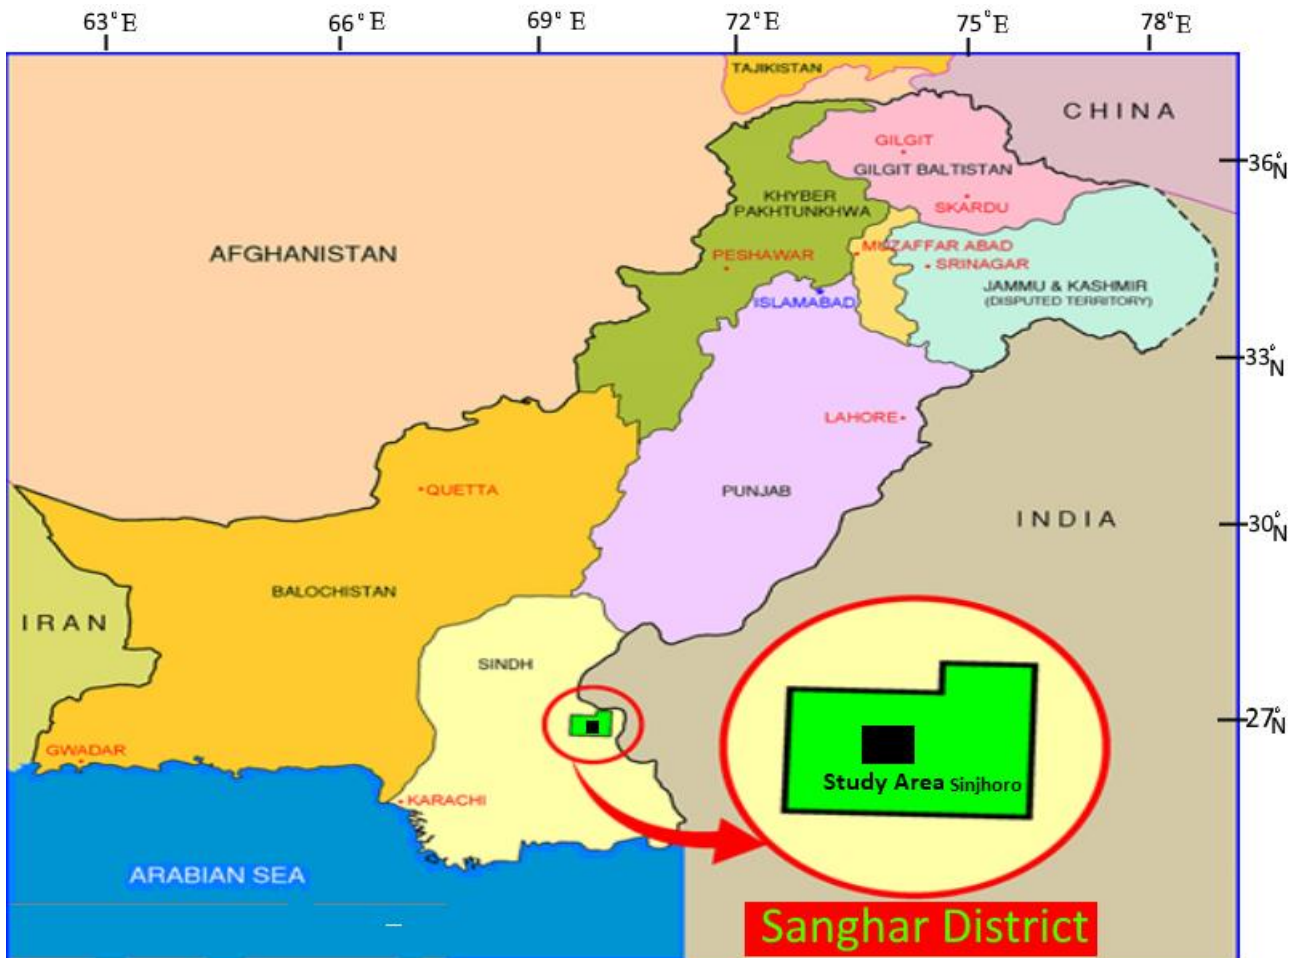 63°E 66°E 69°E 72°E 75°E 78°E
TAJIKISTAN
CHINA
GILGIT
36°N
GILGIT BALTISTAN
KHYBER
PAKHTUNKHWA
SKARDU
AFGHANISTAN
PESHAWAR
MUZAFFAR ABAD
SRINAGAR
JAMMU & KASHMIR
(DISPUTED TERRITORY)
ISLAMABAD
33°N
LAHORE
QUETTA
PUNJAB
INDIA
30°N
BALOCHISTAN
IRAN
SINDH
27°N
GWADAR
Study Area Sinjhoro
KARACHI
ARABIAN SEA
Sanghar District